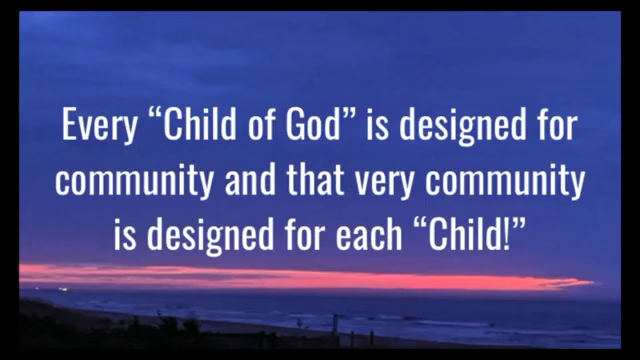 Every “Child of God” is designed for
community and that very community
is designed for each “Child!”